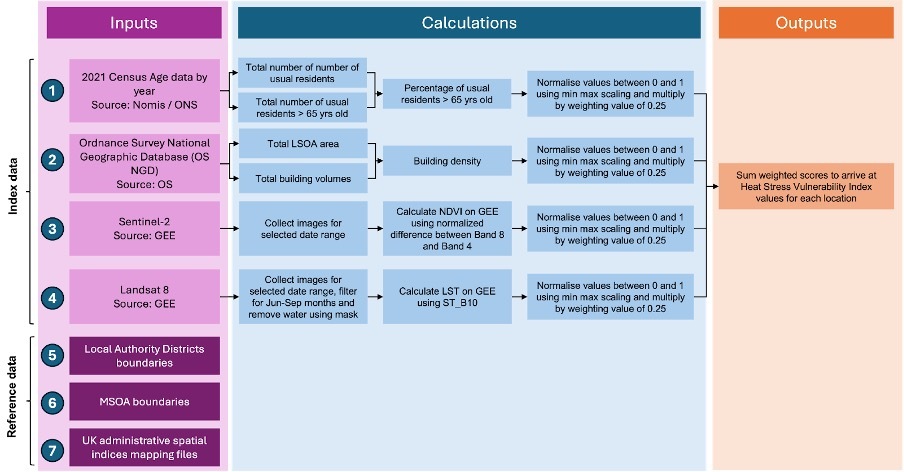 Inputs
Calculations
Outputs
Index data
1
2021 Census Age data by
year
Source: Nomis / ONS
Total number of number of
usual residents
Total number of usual
residents > 65 yrs old
Percentage of usual
residents > 65 years old
Normalise values between 0 and 1
using min max scaling and multiply
by weighting value of 0.25
2
Ordnance Survey National
Geographic Database (OS
NGD)
Source: OS
Total LSOA area
Total building volumes
Building density
Normalise values between 0 and 1
using min max scaling and multiply
by weighting value of 0.25
Sum weighted scores to arrive at
Heat Stress Vulnerability Index
values for each location
3
Sentinel-2
Source: GEE
Collect images for
selected date range
Calculate NDVI on GEE
using normalized
difference between Band 8
and Band 4
Normalise values between 0 and 1
using min max scaling and multiply
by weighting value of 0.25
4
Landsat 8
Source: GEE
Collect images for
selected date range, filter
for Jun-Sep months and
remove water using mask
Calculate LST on GEE
using ST_B10
Normalise values between 0 and 1
using min max scaling and multiply
by weighting value of 0.25
Reference data
5
Local Authority Districts
boundaries
6
MSOA boundaries
7
UK administrative spatial
indices mapping files